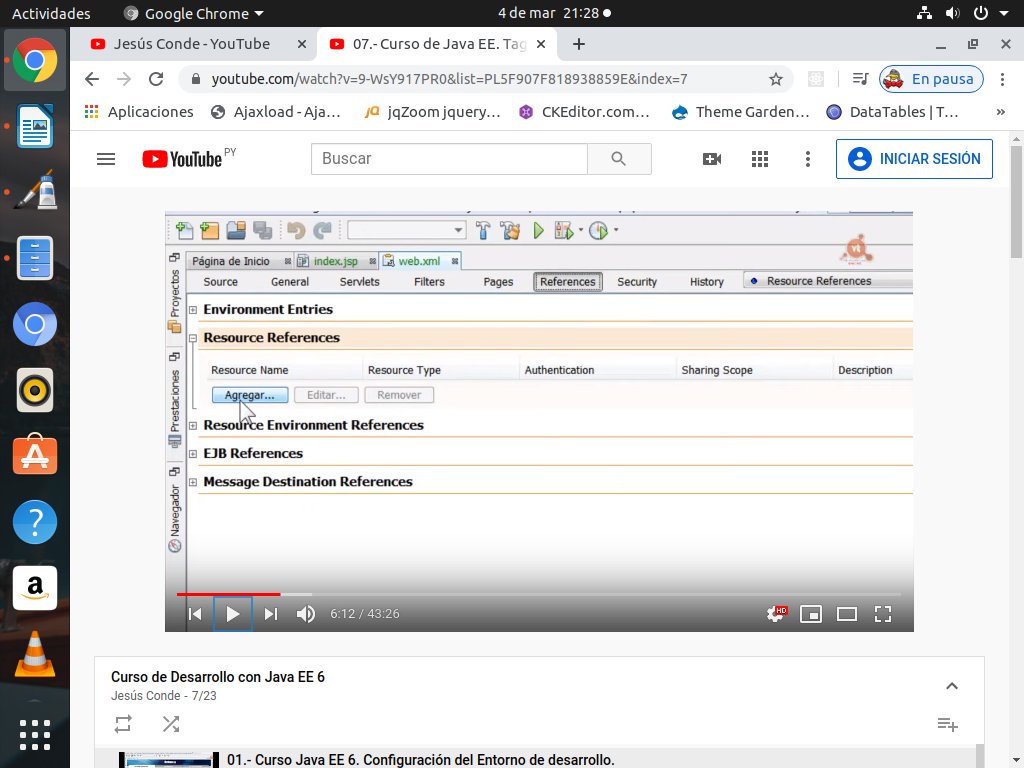 Actividades Google Chrome 4 de mar 21:28
Jesús Conde - YouTube 07.- Curso de Java EE. Tag
youtube.com/watch?v=9-WsY917PR0&list=PL5F907F818938859E&index=7 En pausa
Aplicaciones Ajaxload - Aja... jqZoom jquery... CKEditor.com... Theme Garden... DataTables | T... »
YouTube PY Buscar INICIAR SESIÓN
Página de Inicio index.jsp web.xml
Source General Servlets Filters Pages References Security History Resource References
Proyectos
Environment Entries
Resource References
Resource Name Resource Type Authentication Sharing Scope Description
Prestaciones
Agregar... Editar... Remover
Resource Environment References
EJB References
Message Destination References
Navegador
6:12 / 43:26 HD
Curso de Desarrollo con Java EE 6
Jesús Conde - 7/23
01.- Curso Java EE 6. Configuración del Entorno de desarrollo.